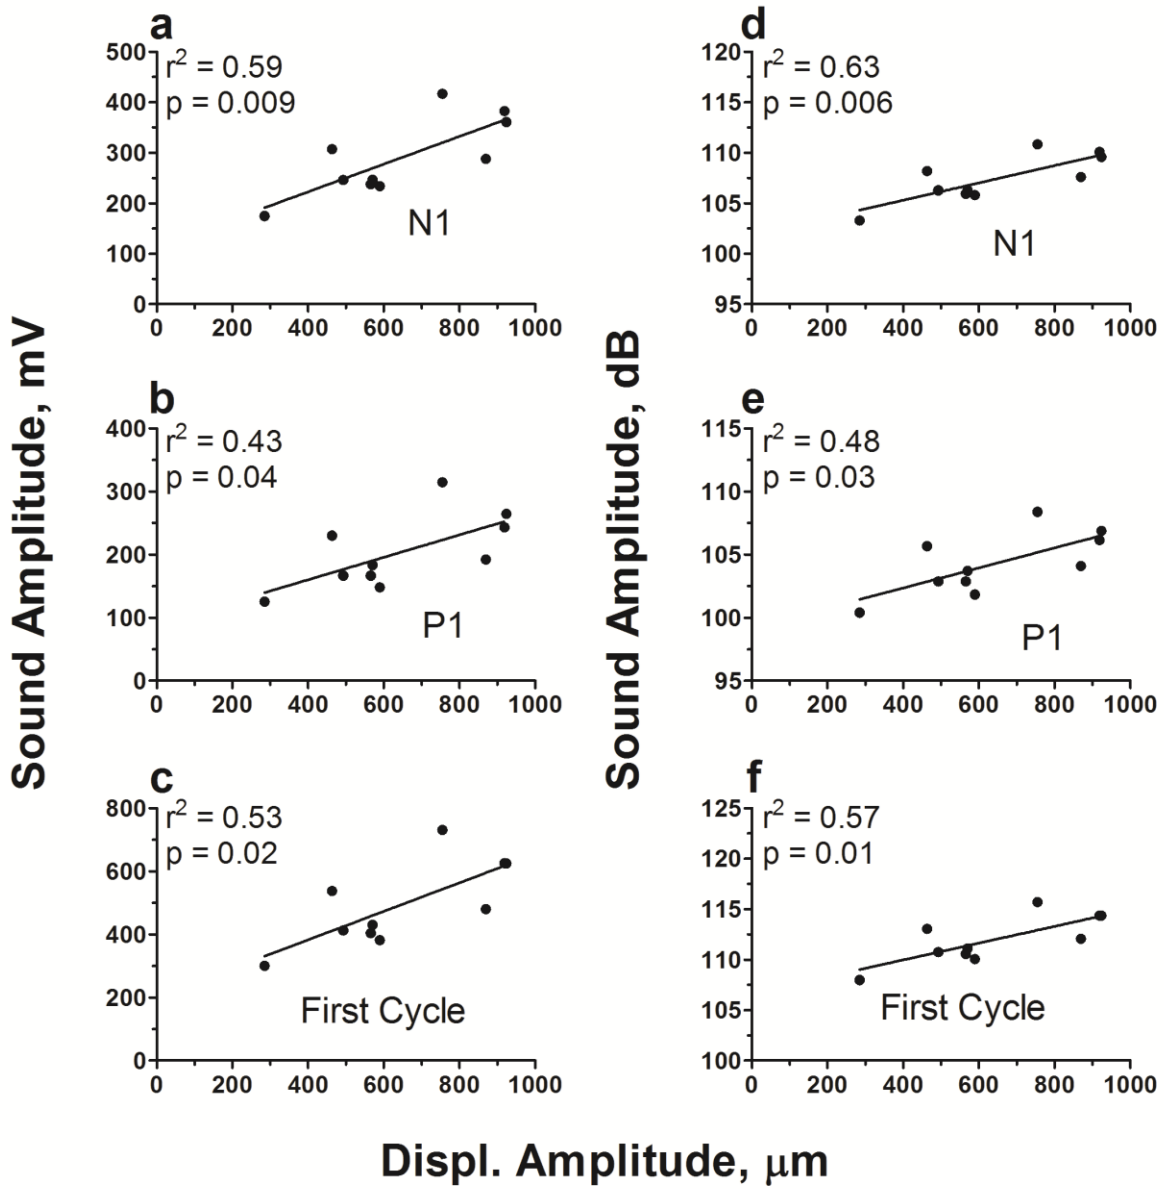 a
r² = 0.59
p = 0.009
500
400
300
200
100
0
N1
0 200 400 600 800 1000
b
r² = 0.43
p = 0.04
400
300
200
100
0
P1
0 200 400 600 800 1000
c
r² = 0.53
p = 0.02
800
600
400
200
0
First Cycle
0 200 400 600 800 1000
Sound Amplitude, mV
d
r² = 0.63
p = 0.006
120
115
110
105
100
95
N1
0 200 400 600 800 1000
e
r² = 0.48
p = 0.03
115
110
105
100
95
P1
0 200 400 600 800 1000
f
r² = 0.57
p = 0.01
125
120
115
110
105
100
First Cycle
0 200 400 600 800 1000
Sound Amplitude, dB
Displ. Amplitude, μm